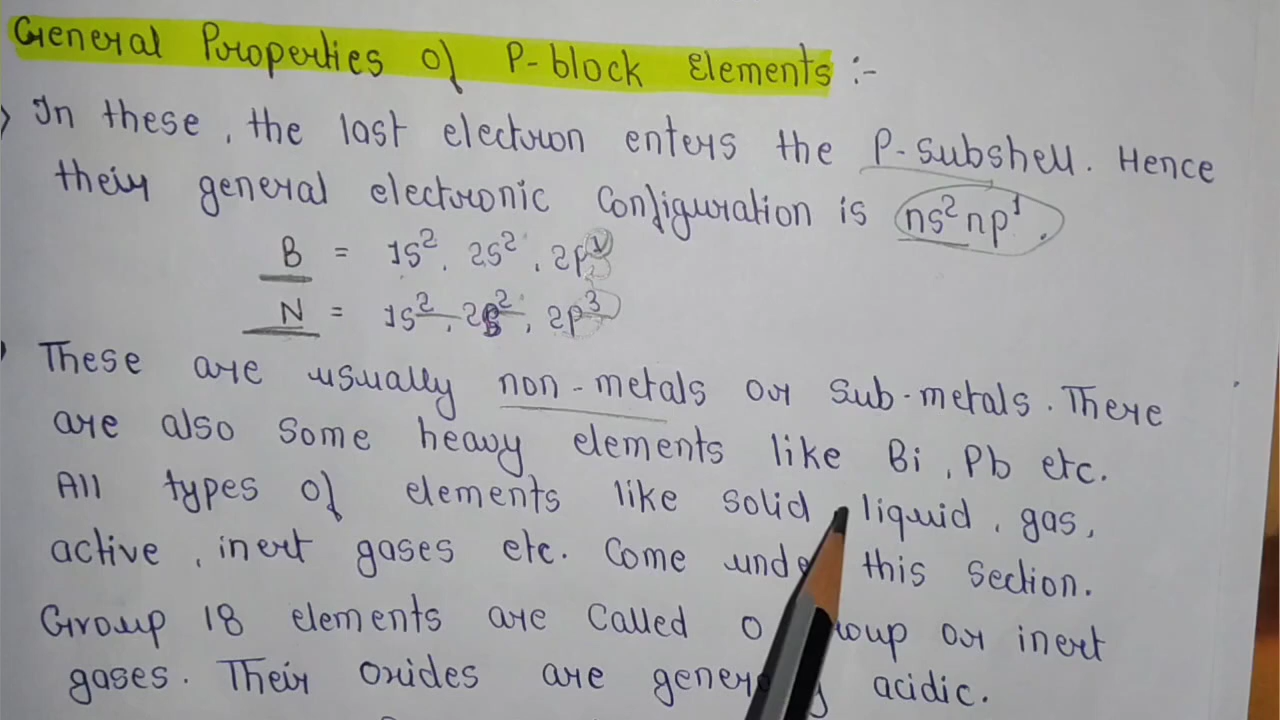 General Properties of P-block Elements :-
In these, the last electron enters the P-subshell. Hence
their general electronic Configuration is ns² np¹.
B = 1s², 2s², 2p¹
N = 1s², 2s², 2p³
These are usually non-metals or sub-metals. There
are also some heavy elements like Bi, Pb etc.
All types of elements like solid liquid, gas,
active, inert gases etc. Come under this section.
Group 18 elements are called 0 or inert
gases. Their oxides are acidic.